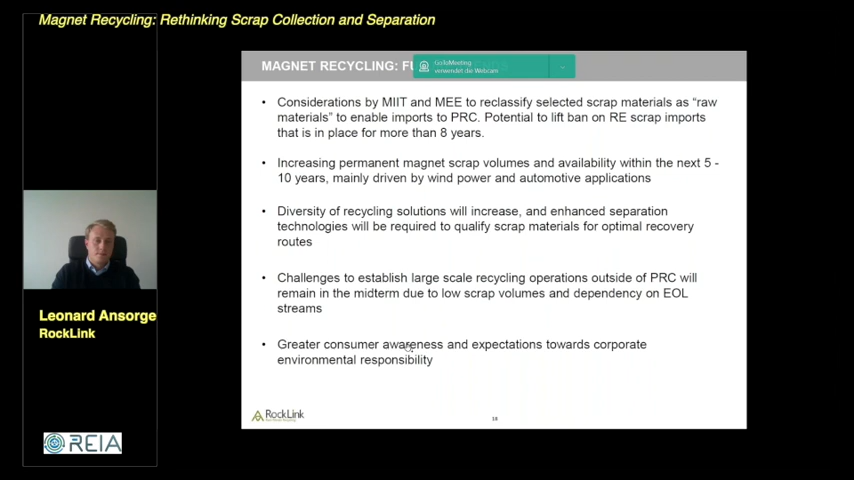 Magnet Recycling: Rethinking Scrap Collection and Separation
MAGNET RECYCLING:
GoToMeeting
verwendet die Webcam
• Considerations by MIIT and MEE to reclassify selected scrap materials as “raw
materials” to enable imports to PRC. Potential to lift ban on RE scrap imports
that is in place for more than 8 years.
• Increasing permanent magnet scrap volumes and availability within the next 5 -
10 years, mainly driven by wind power and automotive applications
• Diversity of recycling solutions will increase, and enhanced separation
technologies will be required to qualify scrap materials for optimal recovery
routes
• Challenges to establish large scale recycling operations outside of PRC will
remain in the midterm due to low scrap volumes and dependency on EOL
streams
• Greater consumer awareness and expectations towards corporate
environmental responsibility
Leonard Ansorge
RockLink
RockLink
18
REIA